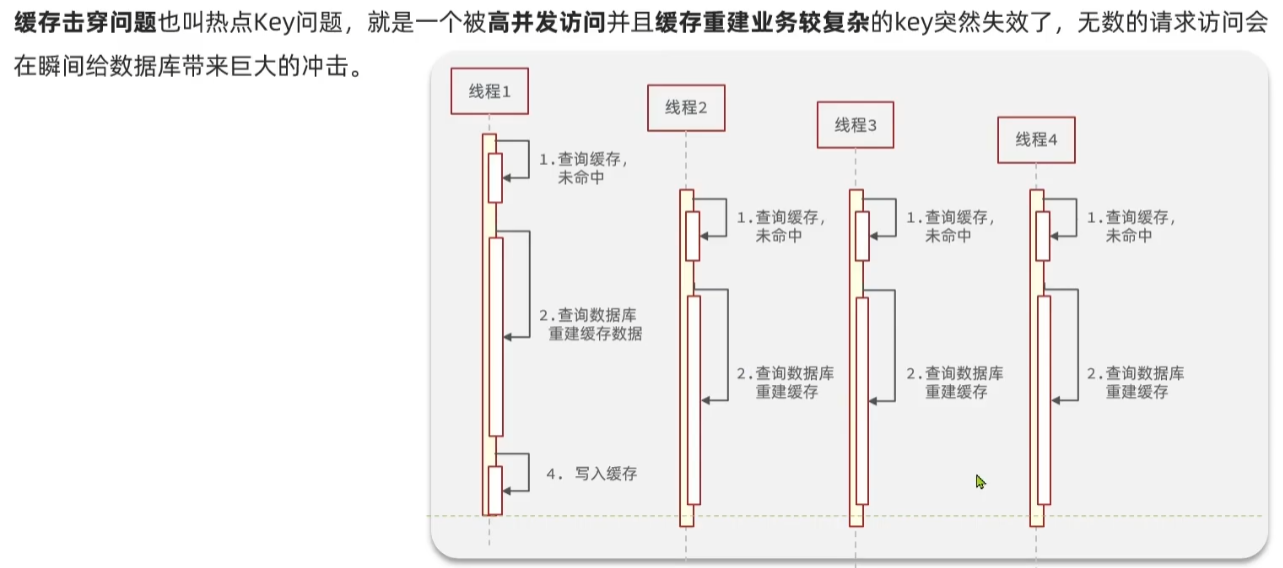 缓存击穿问题也叫热点Key问题，就是一个被高并发访问并且缓存重建业务较复杂的key突然失效了，无数的请求访问会
在瞬间给数据库带来巨大的冲击。
线程1
线程2
线程3
线程4
1.查询缓存，
未命中
1.查询缓存，
未命中
1.查询缓存，
未命中
1.查询缓存，
未命中
2.查询数据库
重建缓存数据
2.查询数据库
重建缓存
2.查询数据库
重建缓存
2.查询数据库
重建缓存
4. 写入缓存